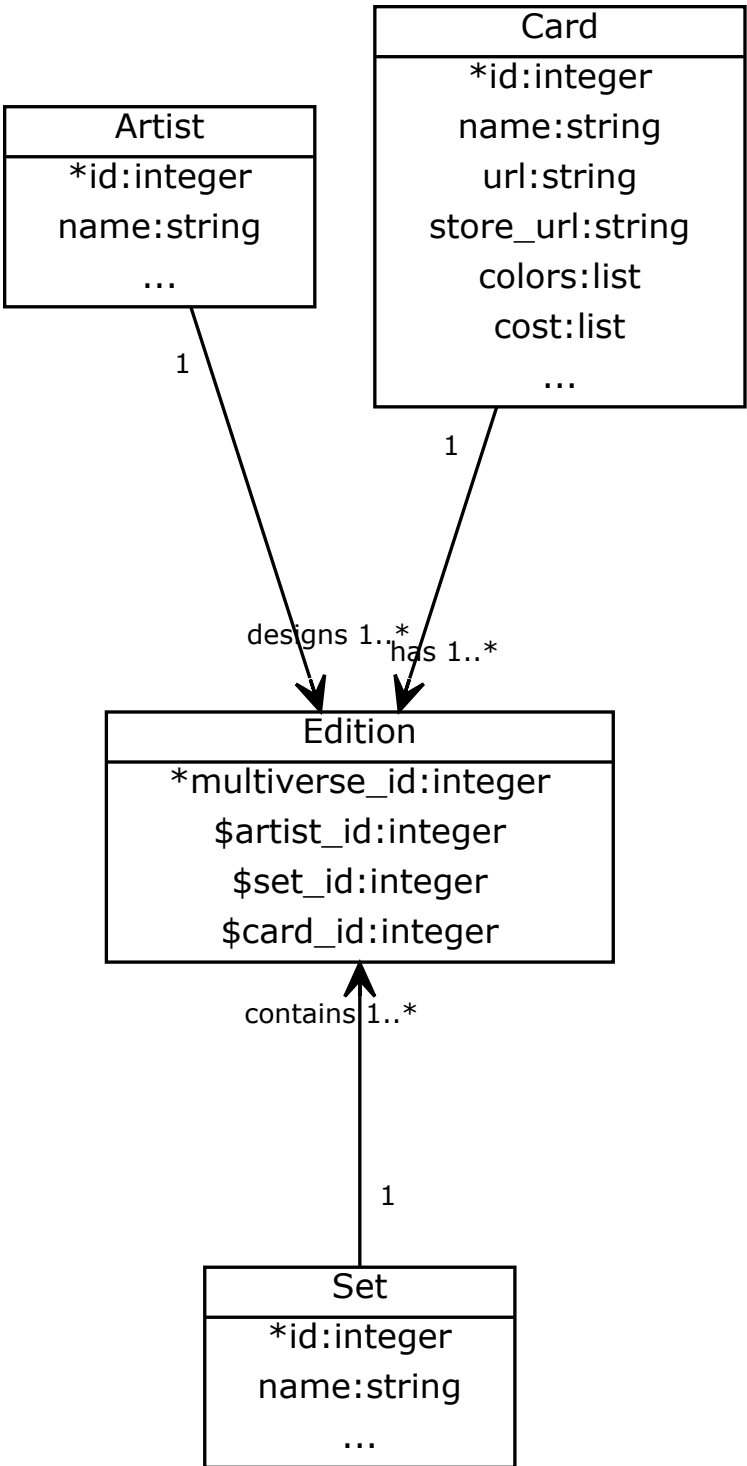 Card
*id:integer
name:string
url:string
store_url:string
colors:list
cost:list
...
Artist
*id:integer
name:string
...
1
1
designs 1..*
has 1..*
Edition
*multiverse_id:integer
$artist_id:integer
$set_id:integer
$card_id:integer
contains 1..*
1
Set
*id:integer
name:string
...